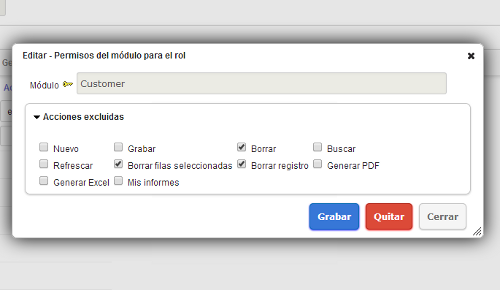 Editar - Permisos del módulo para el rol
Módulo Customer
Acciones excluidas
Nuevo Grabar Borrar Buscar
Refrescar Borrar filas seleccionadas Borrar registro Generar PDF
Generar Excel Mis informes
Grabar Quitar Cerrar